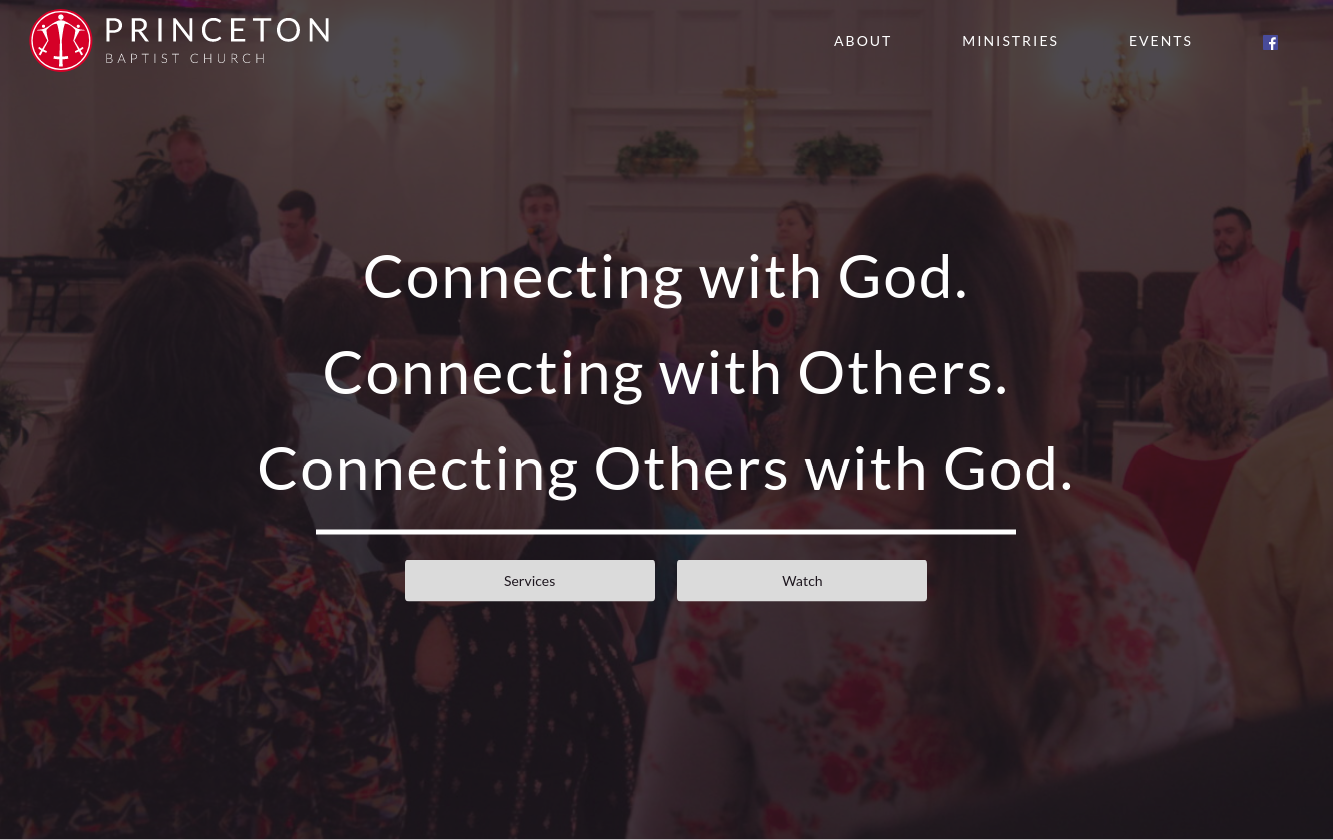 PRINCETON
BAPTIST CHURCH
ABOUT
MINISTRIES
EVENTS
f
Connecting with God.
Connecting with Others.
Connecting Others with God.
Services
Watch